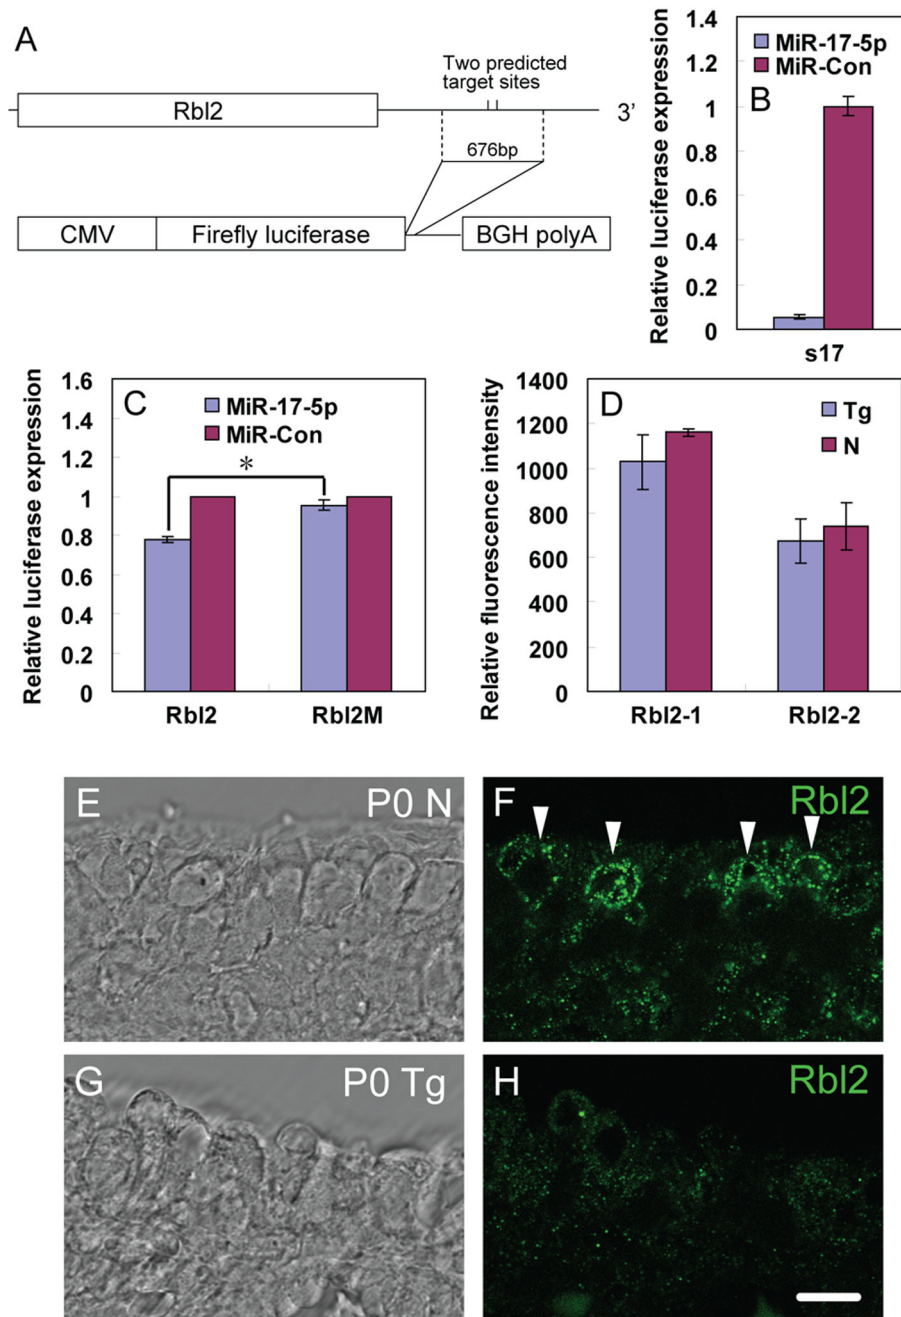 A
Two predicted
target sites
Rbl2
3’
676bp
CMV
Firefly luciferase
BGH polyA
B
Relative luciferase expression
1.4
1.2
1
0.8
0.6
0.4
0.2
0
MiR-17-5p
MiR-Con
s17
C
Relative luciferase expression
1.6
1.4
1.2
1
0.8
0.6
0.4
0.2
0
MiR-17-5p
MiR-Con
*
Rbl2
Rbl2M
D
Relative fluorescence intensity
1400
1200
1000
800
600
400
200
0
Tg
N
Rbl2-1
Rbl2-2
E
P0 N
F
Rbl2
G
P0 Tg
H
Rbl2